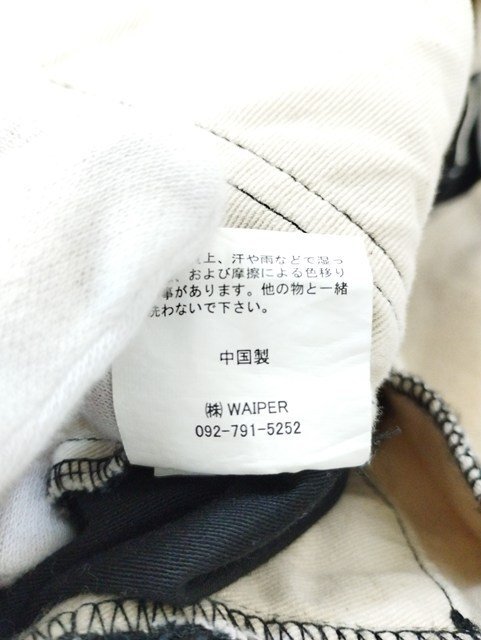 上、汗や雨などで湿っ
、および摩擦による色移り
事があります。他の物と一緒
洗わないで下さい。
中国製
㈱ WAIPER
092-791-5252